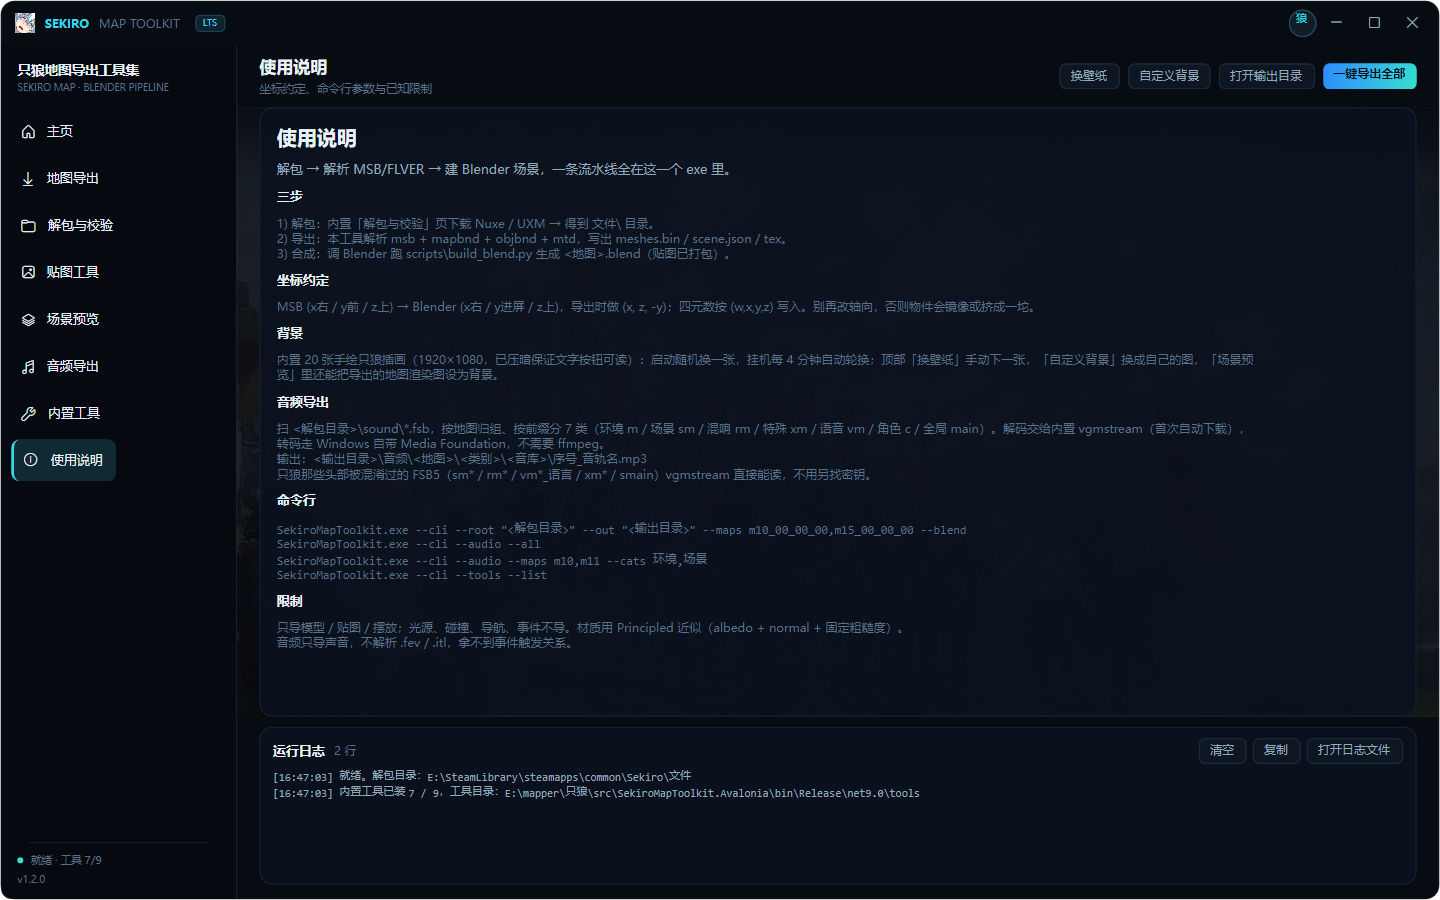 SEKIRO MAP TOOLKIT LTS
狼
只狼地图导出工具集
SEKIRO MAP · BLENDER PIPELINE
主页
地图导出
解包与校验
贴图工具
场景预览
音频导出
内置工具
使用说明
就绪 · 工具 7/9
v1.2.0
使用说明
坐标约定、命令行参数与已知限制
换壁纸
自定义背景
打开输出目录
一键导出全部
使用说明
解包 → 解析 MSB/FLVER → 建 Blender 场景，一条流水线全在这一个 exe 里。
三步
1) 解包：内置「解包与校验」页下载 Nuxe / UXM → 得到 文件\ 目录。
2) 导出：本工具解析 msb + mapbnd + objbnd + mtd，写出 meshes.bin / scene.json / tex。
3) 合成：调 Blender 跑 scripts\build_blend.py 生成 <地图>.blend（贴图已打包）。
坐标约定
MSB (x右 / y前 / z上) → Blender (x右 / y进屏 / z上)，导出时做 (x, z, -y)；四元数按 (w,x,y,z) 写入。别再改轴向，否则物件会镜像或挤成一坨。
背景
内置 20 张手绘只狼插画（1920×1080，已压暗保证文字按钮可读）：启动随机换一张，挂机每 4 分钟自动轮换；顶部「换壁纸」手动下一张，「自定义背景」换成自己的图，「场景预
览」里还能把导出的地图渲染图设为背景。
音频导出
扫 <解包目录>\sound\*.fsb，按地图归组、按前缀分 7 类（环境 m / 场景 sm / 混响 rm / 特殊 xm / 语音 vm / 角色 c / 全局 main）。解码交给内置 vgmstream（首次自动下载），
转码走 Windows 自带 Media Foundation，不需要 ffmpeg。
输出：<输出目录>\音频\<地图>\<类别>\<音库>\序号_音轨名.mp3
只狼那些头部被混淆过的 FSB5（sm* / rm* / vm*_语言 / xm* / smain）vgmstream 直接能读，不用另找密钥。
命令行
SekiroMapToolkit.exe --cli --root "<解包目录>" --out "<输出目录>" --maps m10_00_00_00,m15_00_00_00 --blend
SekiroMapToolkit.exe --cli --audio --all
SekiroMapToolkit.exe --cli --audio --maps m10,m11 --cats 环境,场景
SekiroMapToolkit.exe --cli --tools --list
限制
只导模型 / 贴图 / 摆放；光源、碰撞、导航、事件不导。材质用 Principled 近似（albedo + normal + 固定粗糙度）。
音频只导声音，不解析 .fev / .itl，拿不到事件触发关系。
运行日志 2 行
清空
复制
打开日志文件
[16:47:03] 就绪。解包目录：E:\SteamLibrary\steamapps\common\Sekiro\文件
[16:47:03] 内置工具已装 7 / 9，工具目录：E:\mapper\只狼\src\SekiroMapToolkit.Avalonia\bin\Release\net9.0\tools